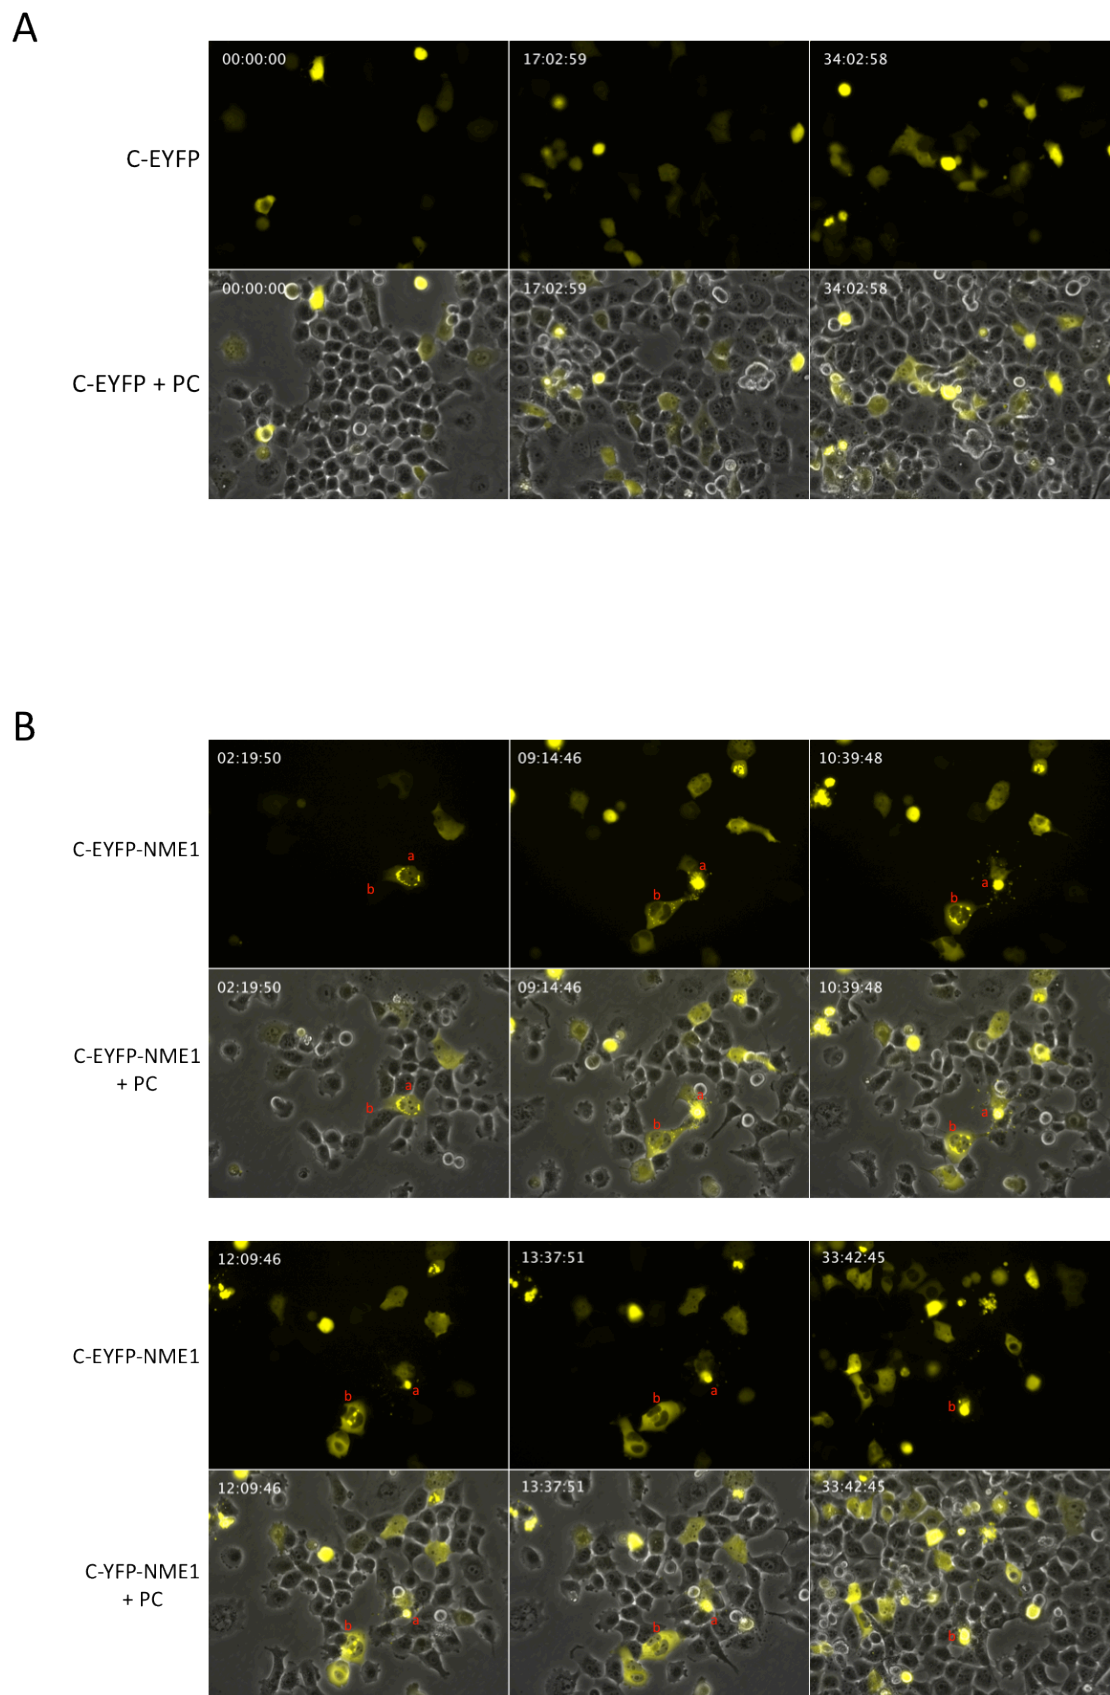 A
00:00:00
17:02:59
34:02:58
C-EYFP
00:00:00
17:02:59
34:02:58
C-EYFP + PC
B
02:19:50
09:14:46
10:39:48
C-EYFP-NME1
a
b
a
b
a
b
02:19:50
09:14:46
10:39:48
C-EYFP-NME1
+ PC
a
b
a
b
a
b
12:09:46
13:37:51
33:42:45
C-EYFP-NME1
b
a
b
a
b
12:09:46
13:37:51
33:42:45
C-YFP-NME1
+ PC
b
a
b
a
b